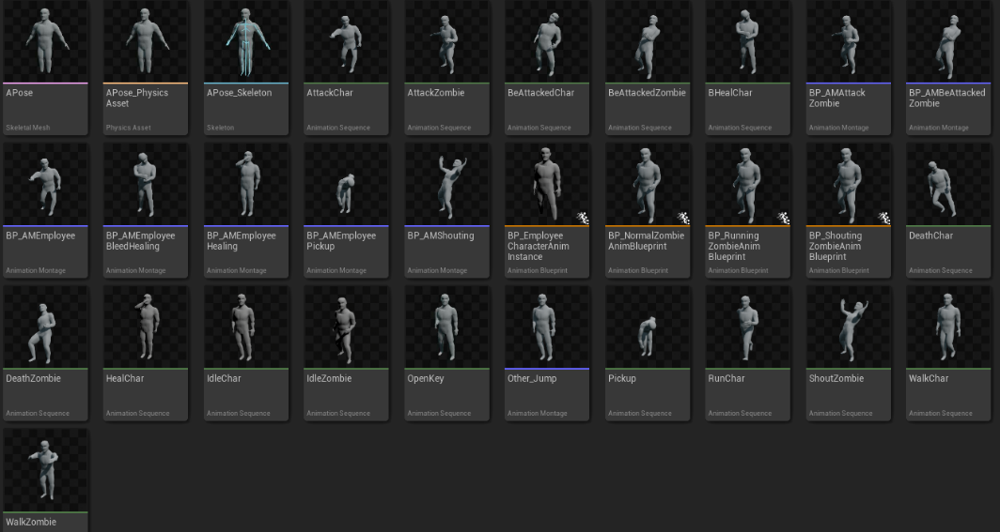 APose
APose_Physics
Asset
APose_Skeleton
AttackChar
AttackZombie
BeAttackedChar
BeAttackedZombie
BHealChar
BP_AMAttack
Zombie
BP_AMBeAttacked
Zombie
Skeletal Mesh
Physics Asset
Skeleton
Animation Sequence
Animation Sequence
Animation Sequence
Animation Sequence
Animation Sequence
Animation Montage
Animation Montage
BP_AMEmployee
BP_AMEmployee
BleedHealing
BP_AMEmployee
Healing
BP_AMEmployee
Pickup
BP_AMShouting
BP_Employee
CharacterAnim
Instance
BP_NormalZombie
AnimBlueprint
BP_Running
ZombieAnim
Blueprint
BP_Shouting
ZombieAnim
Blueprint
DeathChar
Animation Montage
Animation Montage
Animation Montage
Animation Montage
Animation Montage
Animation Blueprint
Animation Blueprint
Animation Blueprint
Animation Blueprint
Animation Sequence
DeathZombie
HealChar
IdleChar
IdleZombie
OpenKey
Other_Jump
Pickup
RunChar
ShoutZombie
WalkChar
Animation Sequence
Animation Sequence
Animation Sequence
Animation Sequence
Animation Sequence
Animation Montage
Animation Sequence
Animation Sequence
Animation Sequence
Animation Sequence
WalkZombie